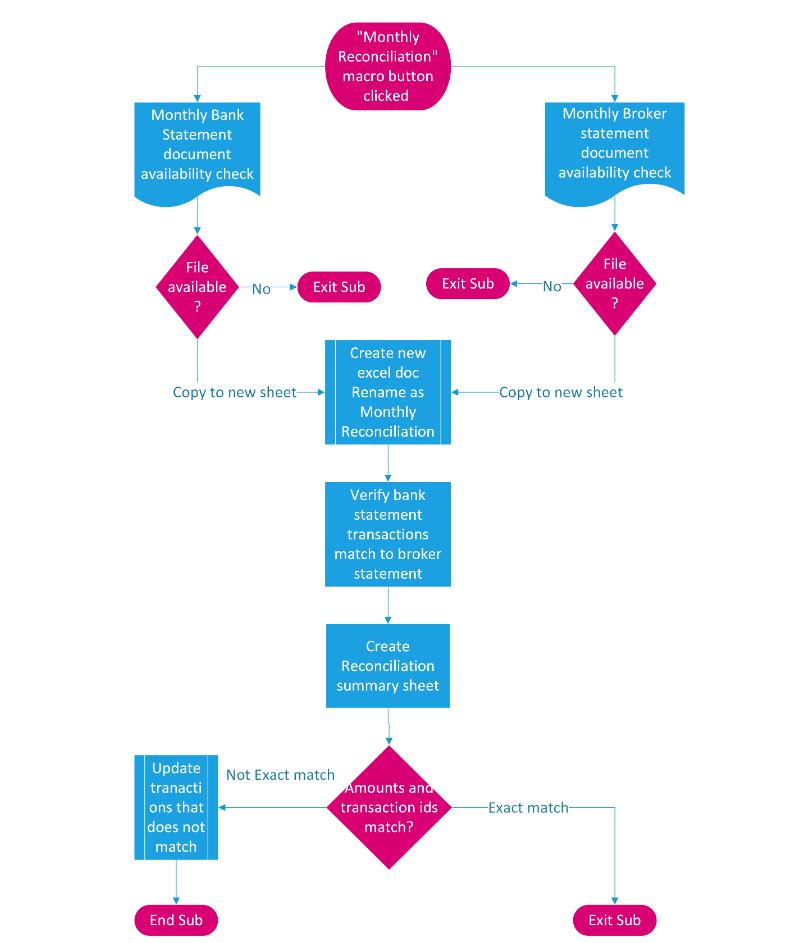 "Monthly
Reconciliation"
macro button
clicked
Monthly Bank
Statement
document
availability check
Monthly Broker
statement
document
availability check
File
available
?
No
Exit Sub
Exit Sub
No
File
available
?
Copy to new sheet
Create new
excel doc
Rename as
Monthly
Reconciliation
Copy to new sheet
Verify bank
statement
transactions
match to broker
statement
Create
Reconciliation
summary sheet
Amounts and
transaction ids
match?
Not Exact match
Exact match
Update
tranacti
ons that
does not
match
End Sub
Exit Sub